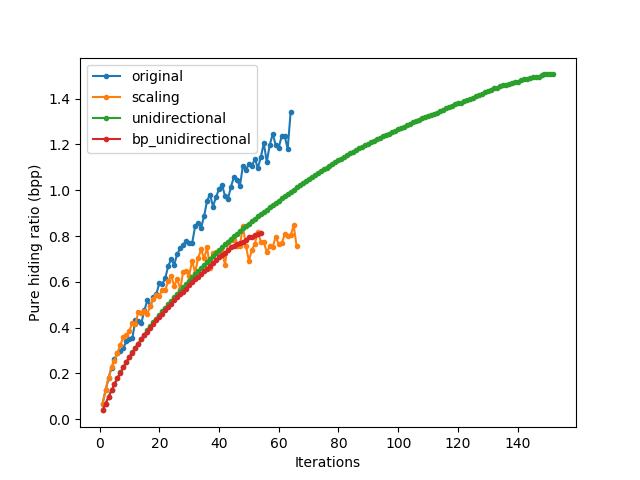 original
scaling
unidirectional
bp_unidirectional
Pure hiding ratio (bpp)
1.4
1.2
1.0
0.8
0.6
0.4
0.2
0.0
0 20 40 60 80 100 120 140
Iterations